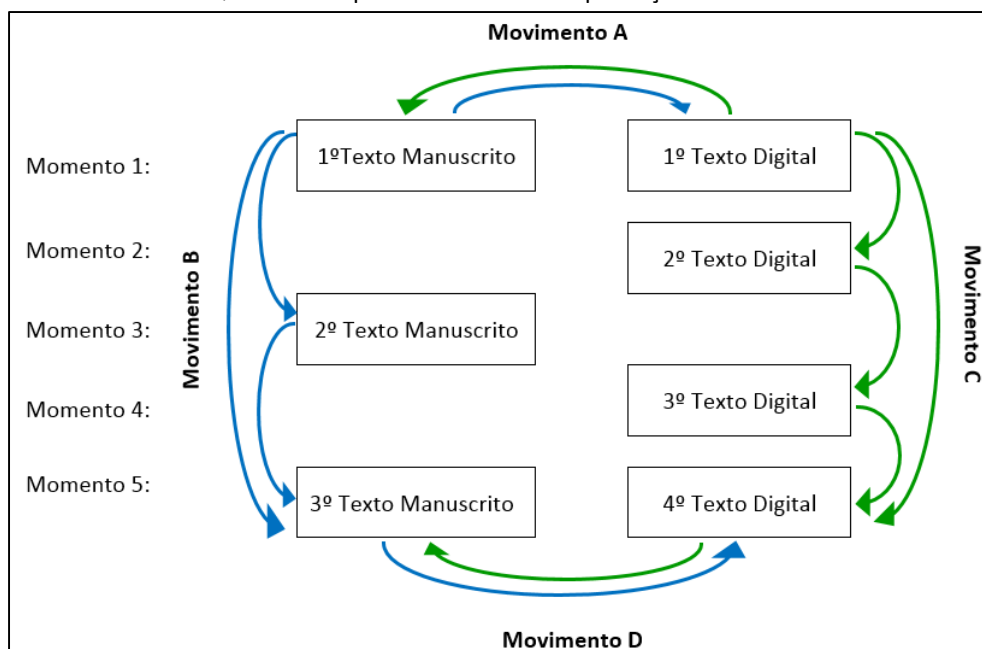 Movimento A
1ºTexto Manuscrito
1º Texto Digital
Momento 1:
Momento 2:
2º Texto Digital
Movimento B
Movimento C
Momento 3:
2º Texto Manuscrito
3º Texto Digital
Momento 4:
Momento 5:
3º Texto Manuscrito
4º Texto Digital
Movimento D